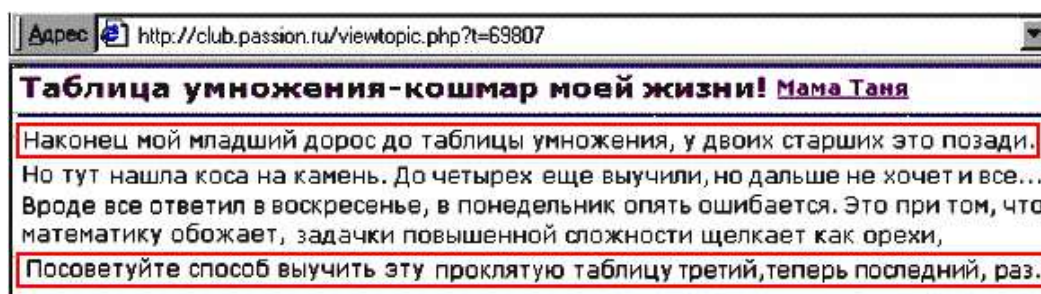 Адрес http://club.passion.ru/viewtopic.php?t=69807
Таблица умножения-кошмар моей жизни! Мама Таня
Наконец мой младший дорос до таблицы умножения, у двоих старших это позади.
Но тут нашла коса на камень. До четырех еще выучили, но дальше не хочет и все...
Вроде все ответил в воскресенье, в понедельник опять ошибается. Это при том, что
математику обожает, задачки повышенной сложности щелкает как орехи,
Посоветуйте способ выучить эту проклятую таблицу третий,теперь последний, раз.